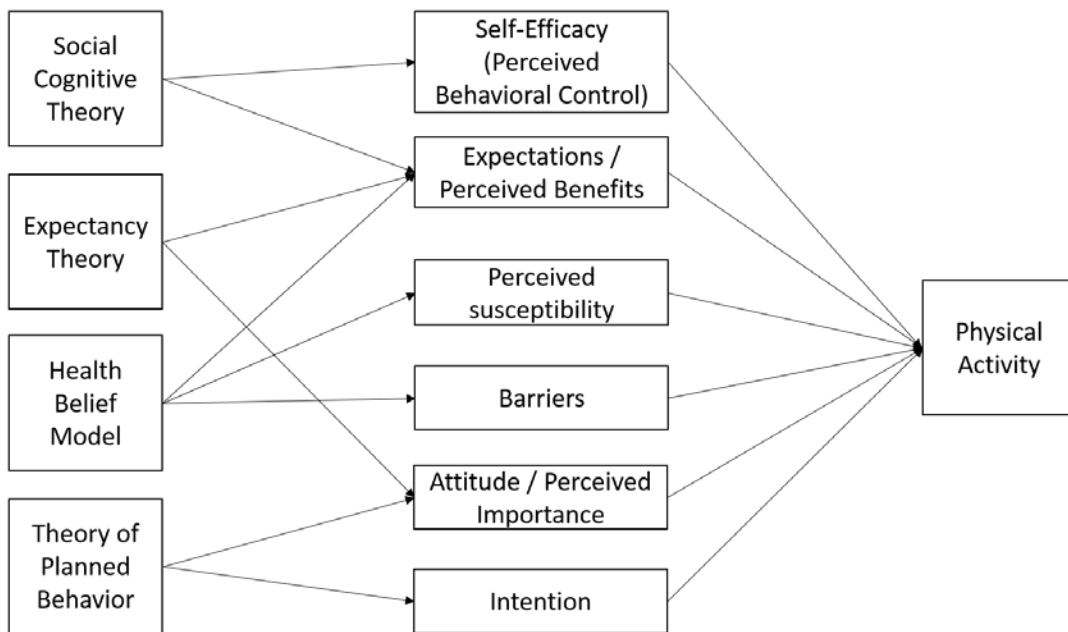 Social
Cognitive
Theory
Expectancy
Theory
Health
Belief
Model
Theory of
Planned
Behavior
Self-Efficacy
(Perceived
Behavioral Control)
Expectations /
Perceived Benefits
Perceived
susceptibility
Barriers
Attitude / Perceived
Importance
Intention
Physical
Activity